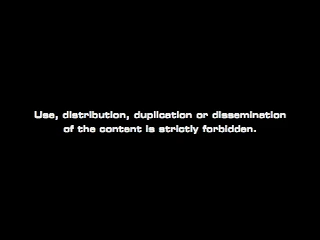 Use, distribution, duplication or dissemination
of the content is strictly forbidden.